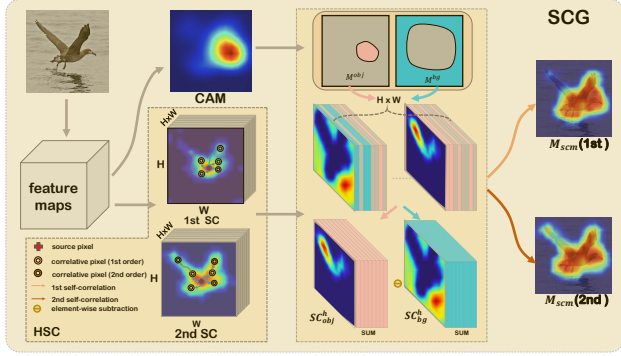 SCG
CAM
M^obj
M^bg
H x W
HxW
H
W
1st SC
feature
maps
M_scm(1st)
HxW
H
W
2nd SC
source pixel
correlative pixel (1st order)
correlative pixel (2nd order)
1st self-correlation
2nd self-correlation
element-wise subtraction
HSC
SC^h_obj
SUM
SC^h_bg
SUM
M_scm(2nd)